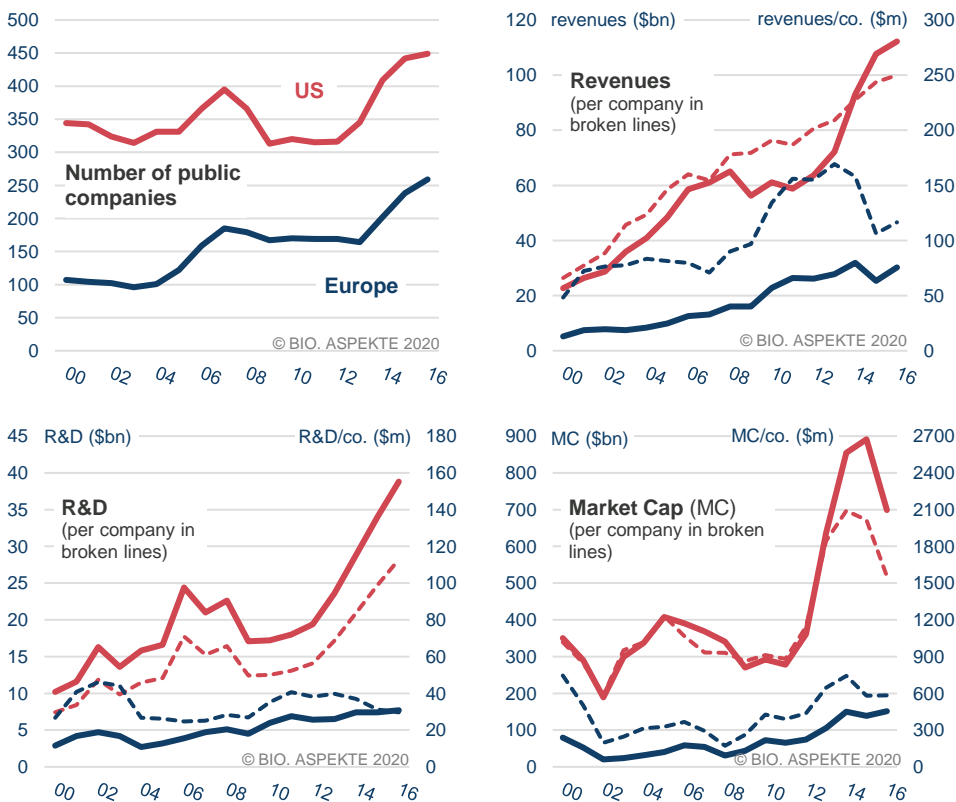 500
450
400
350
300
250
200
150
100
50
0
US
Number of public
companies
Europe
© BIO. ASPEKTE 2020
00 02 04 06 08 10 12 14 16
revenues ($bn) revenues/co. ($m)
120
100
80
60
40
20
0
300
250
200
150
100
50
0
Revenues
(per company in
broken lines)
© BIO. ASPEKTE 2020
00 02 04 06 08 10 12 14 16
R&D ($bn) R&D/co. ($m)
45
40
35
30
25
20
15
10
5
0
180
160
140
120
100
80
60
40
20
0
R&D
(per company in
broken lines)
© BIO. ASPEKTE 2020
00 02 04 06 08 10 12 14 16
MC ($bn) MC/co. ($m)
900
800
700
600
500
400
300
200
100
0
2700
2400
2100
1800
1500
1200
900
600
300
0
Market Cap (MC)
(per company in broken
lines)
© BIO. ASPEKTE 2020
00 02 04 06 08 10 12 14 16